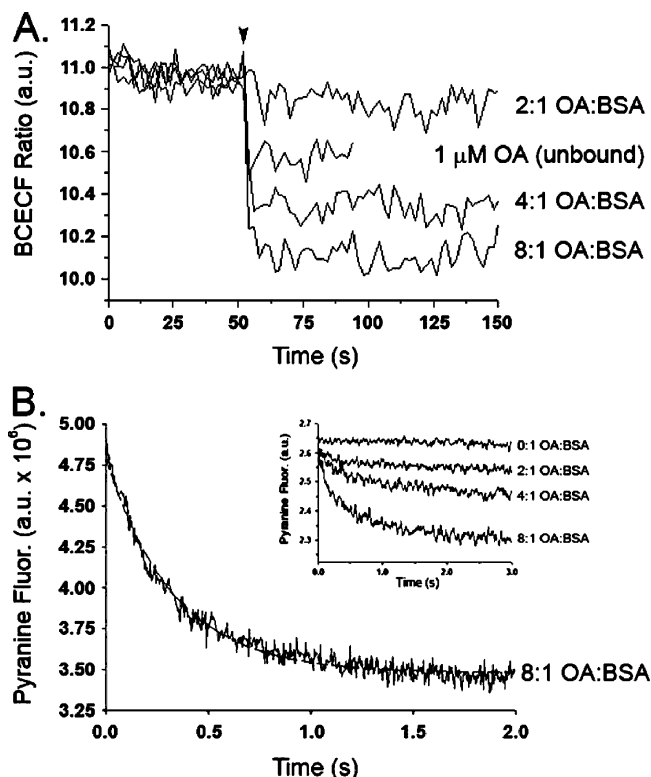 A.
BCECF Ratio (a.u.)
11.0
10.8
10.6
10.4
10.2
10.0
0 25 50 75 100 125 150
Time (s)
2:1 OA:BSA
1 μM OA (unbound)
4:1 OA:BSA
8:1 OA:BSA
B.
Pyranine Fluor. (a.u. x 10⁶)
5.00
4.75
4.50
4.25
4.00
3.75
3.50
3.25
0.0 0.5 1.0 1.5 2.0
Time (s)
8:1 OA:BSA
Pyranine Fluor. (a.u.)
2.7
2.6
2.5
2.4
2.3
0.0 1.0 2.0 3.0
Time (s)
0:1 OA:BSA
2:1 OA:BSA
4:1 OA:BSA
8:1 OA:BSA